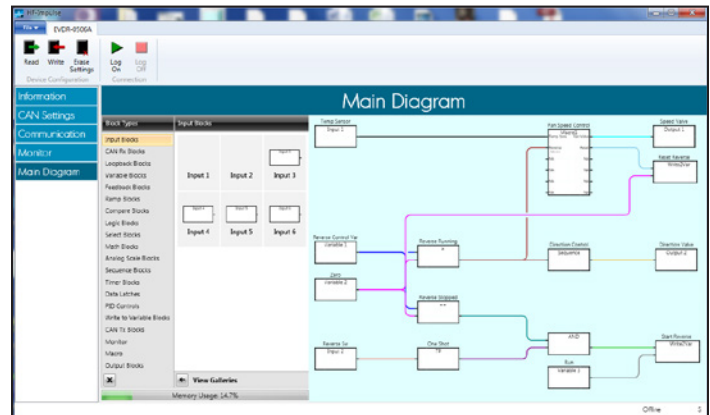 HF-Impulse
File
EVDR-0506A
Read Write Erase Settings
Log On Log Off
Device Configuration Connection
Information
CAN Settings
Communication
Monitor
Main Diagram
Main Diagram
Block Types
Input Blocks
CAN Rx Blocks
Loopback Blocks
Variable Blocks
Feedback Blocks
Ramp Blocks
Compare Blocks
Logic Blocks
Select Blocks
Math Blocks
Analog Scale Blocks
Sequence Blocks
Timer Blocks
Data Latches
PID Controls
Write to Variable Blocks
CAN Tx Blocks
Monitor
Macro
Output Blocks
Input Blocks
Input 1 Input 2 Input 3
Input 4 Input 5 Input 6
View Galleries
Memory Usage: 14.7%
Temp Sensor
Input 1
Fan Speed Control
Macro1
Speed Valve
Output 1
Reset Reverse
Write2Var
Reverse Control Var
Variable 1
Reverse Running
Direction Control
Sequence
Direction Valve
Output 2
Zero
Variable 2
Reverse Stopped
==
AND
Start Reverse
Write2Var
Reverse Sw
Input 2
One Shot
TP
Run
Variable 3
Offline